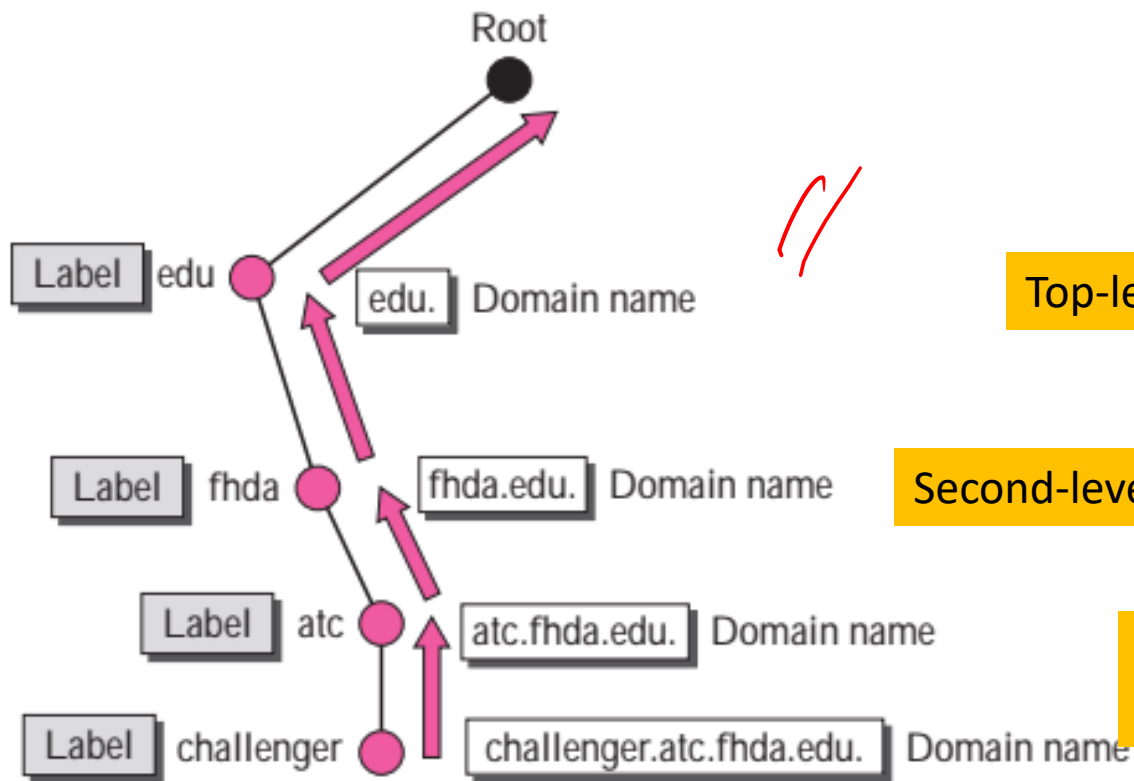 Root
Label edu
edu. Domain name
Top-le
Label fhda
fhda.edu. Domain name
Second-leve
Label atc
atc.fhda.edu. Domain name
Label challenger
challenger.atc.fhda.edu. Domain name